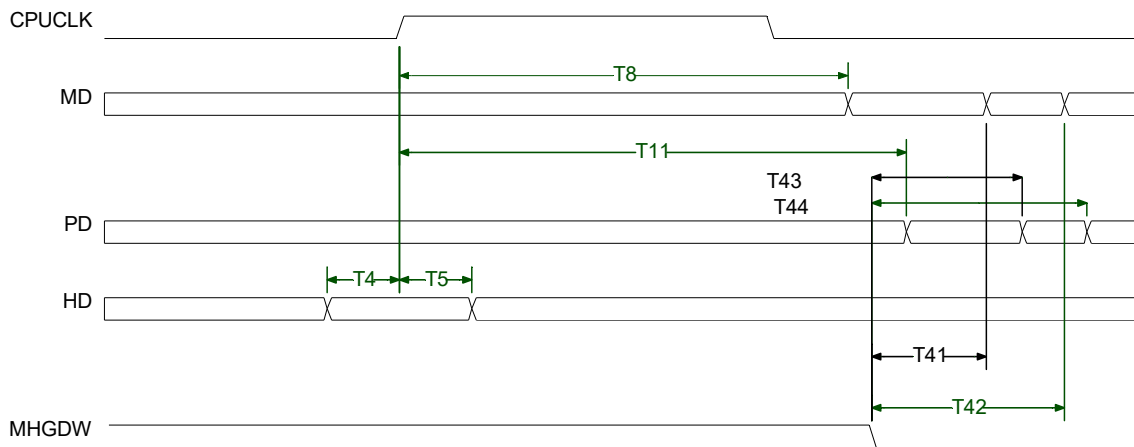 CPUCLK
T8
MD
T11
T43
T44
PD
T4 T5
HD
T41
T42
MHGDW